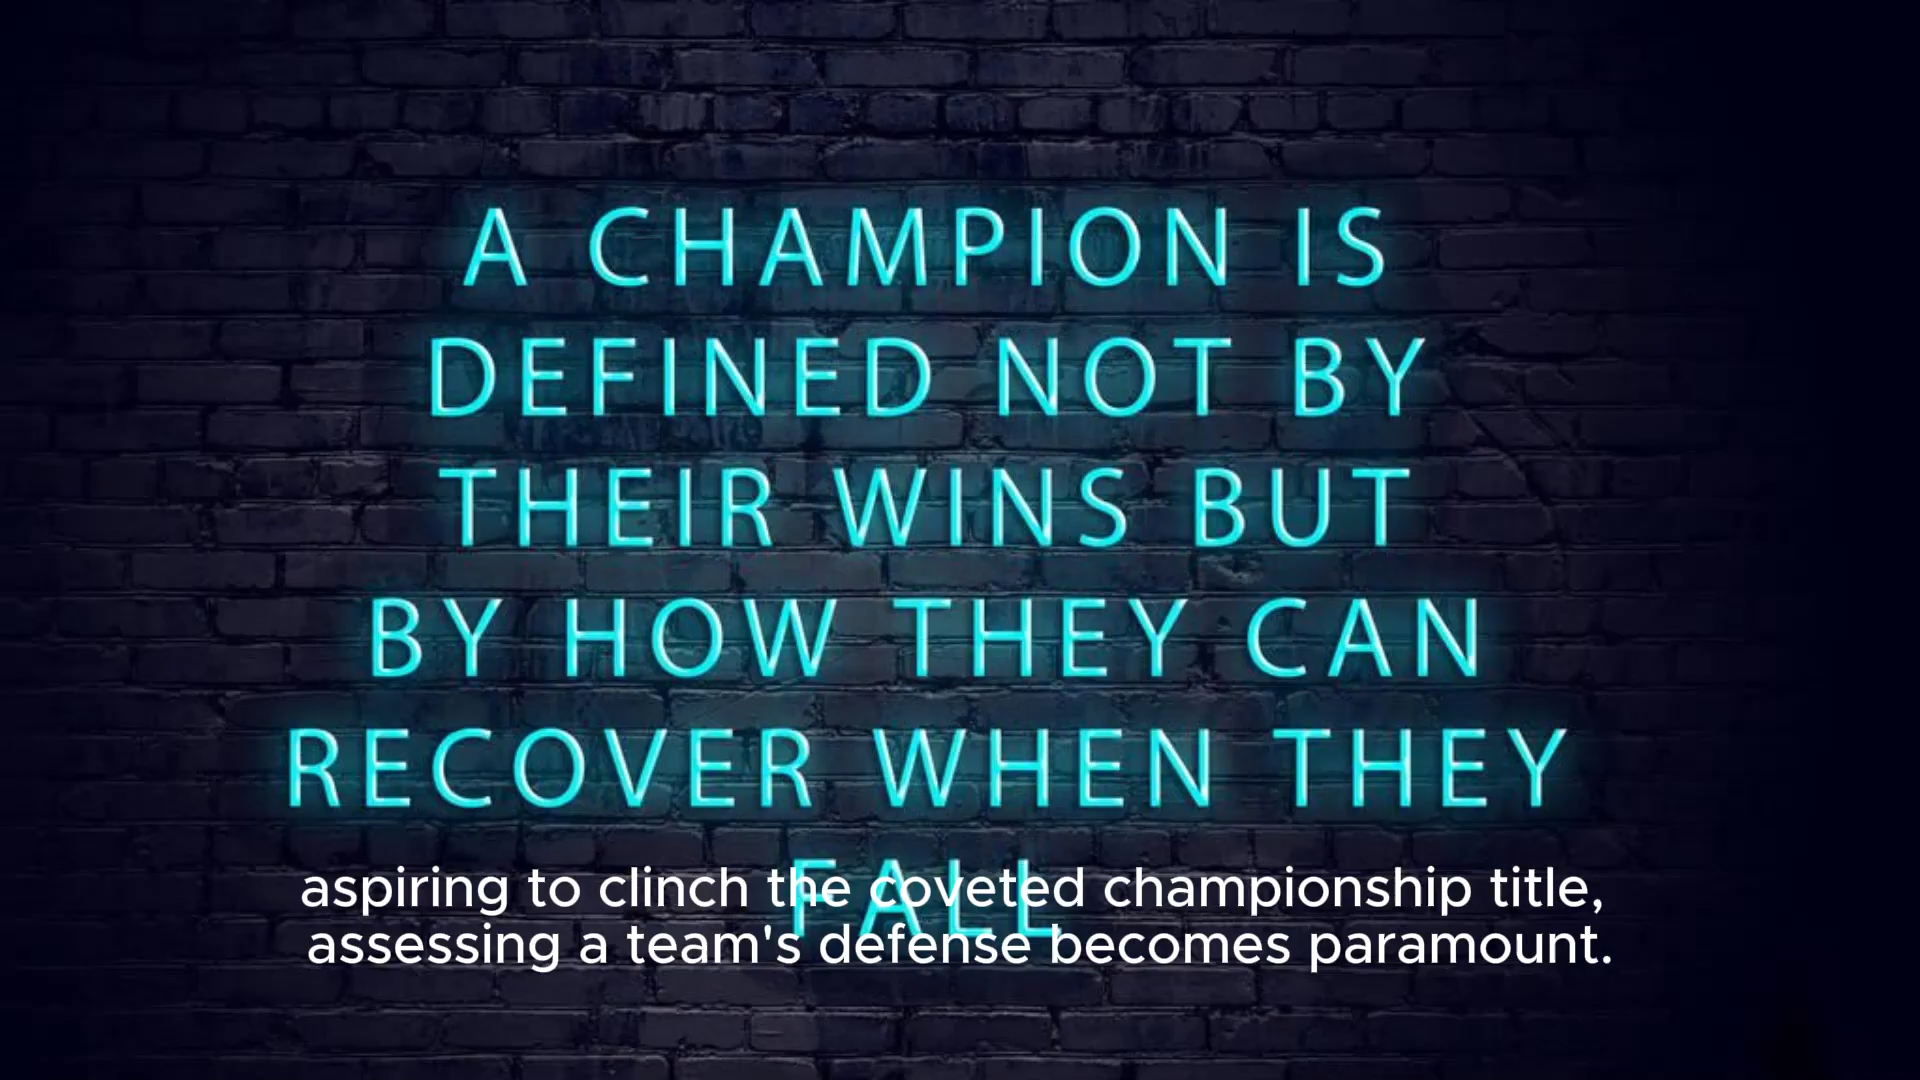 A CHAMPION IS
DEFINED NOT BY
THEIR WINS BUT
BY HOW THEY CAN
RECOVER WHEN THEY
FALL
aspiring to clinch the coveted championship title,
assessing a team's defense becomes paramount.